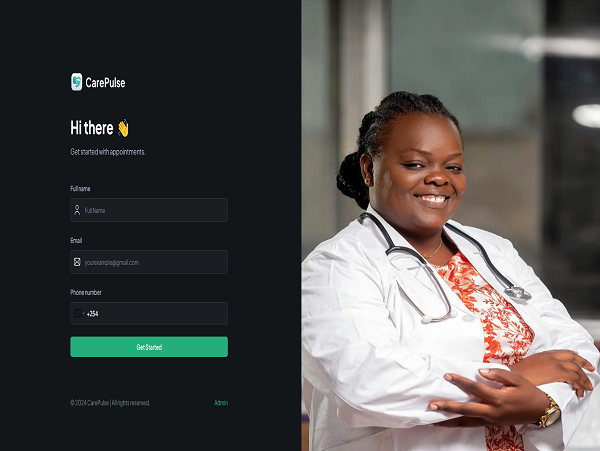 CarePulse
Hi there 👋
Get started with appointments.
Full name
Full Name
Email
yourexample@gmail.com
Phone number
+254
Get Started
© 2024 CarePulse | All rights reserved.
Admin